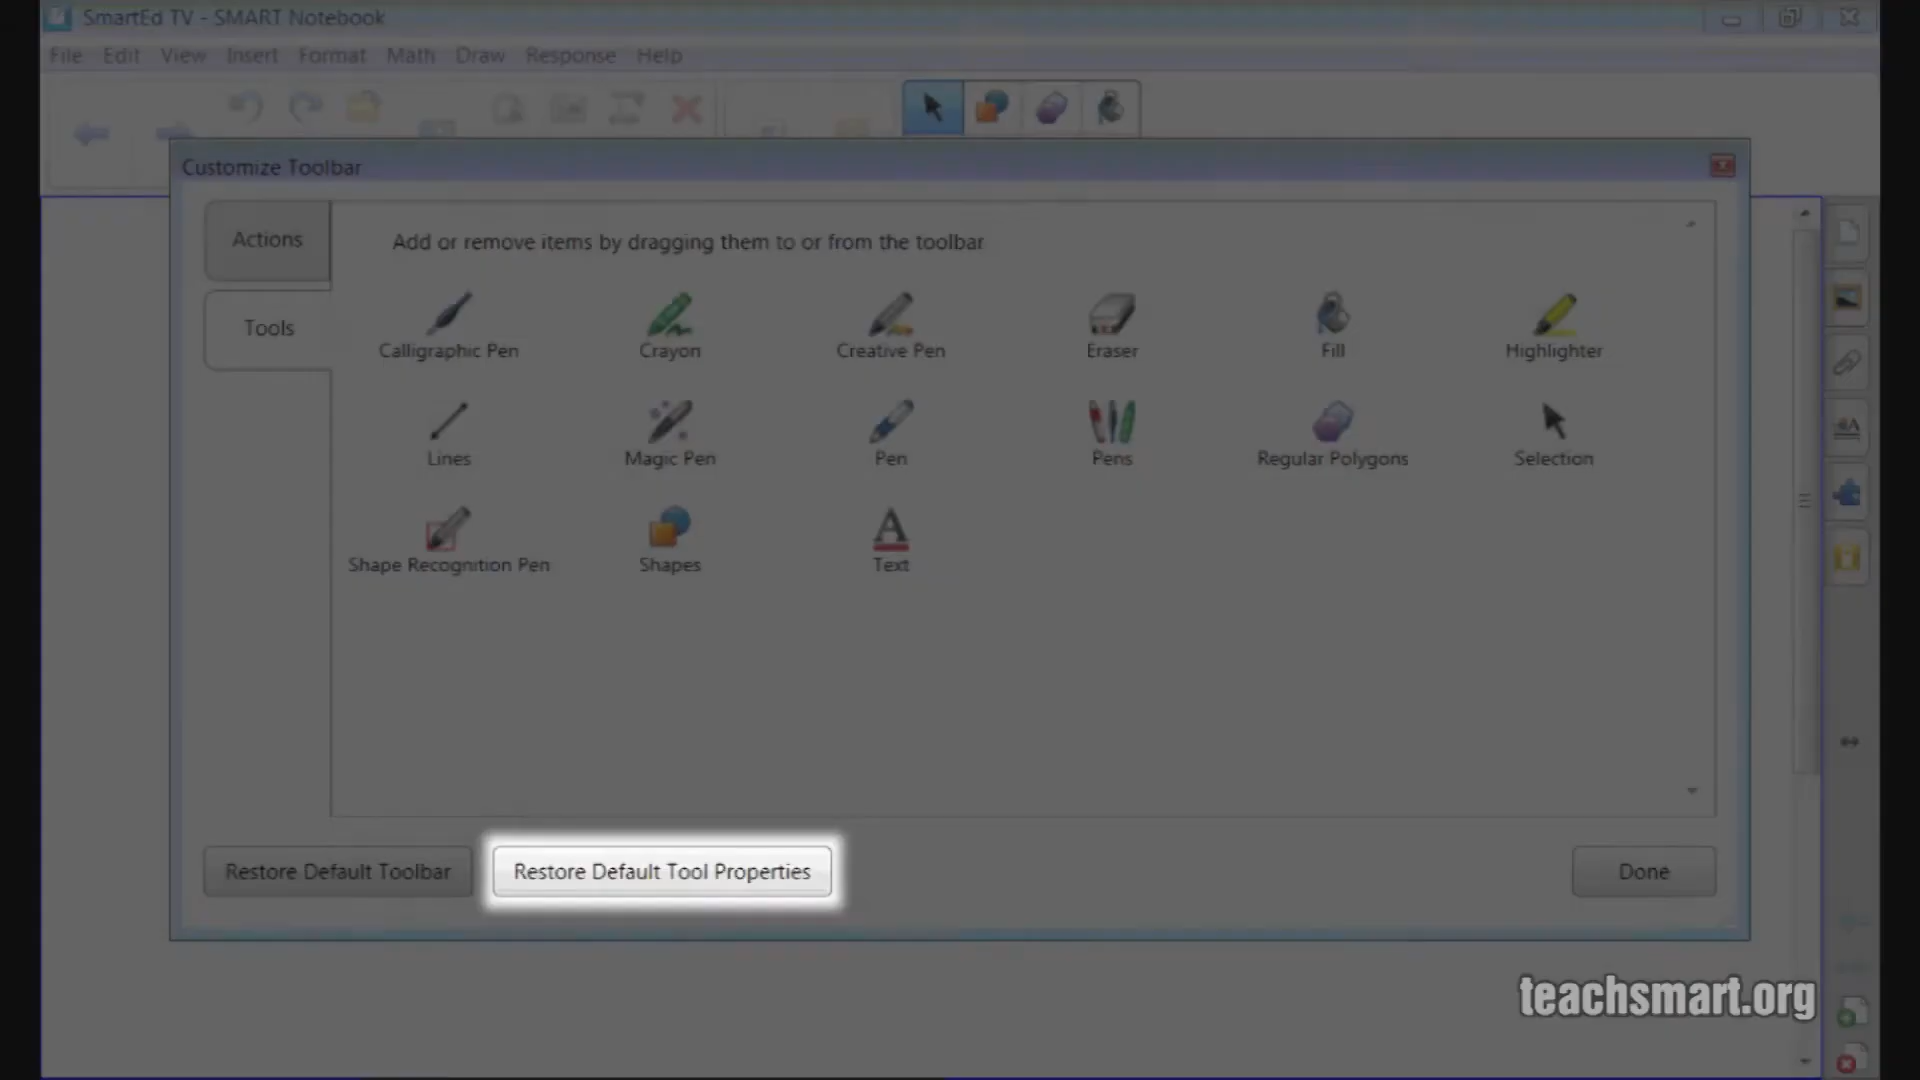 SmartEd TV - SMART Notebook
File Edit View Insert Format Math Draw Response Help
Customize Toolbar
Actions
Add or remove items by dragging them to or from the toolbar
Tools
Calligraphic Pen Crayon Creative Pen Eraser Fill Highlighter
Lines Magic Pen Pen Pens Regular Polygons Selection
Shape Recognition Pen Shapes Text
Restore Default Toolbar Restore Default Tool Properties Done
teachsmart.org